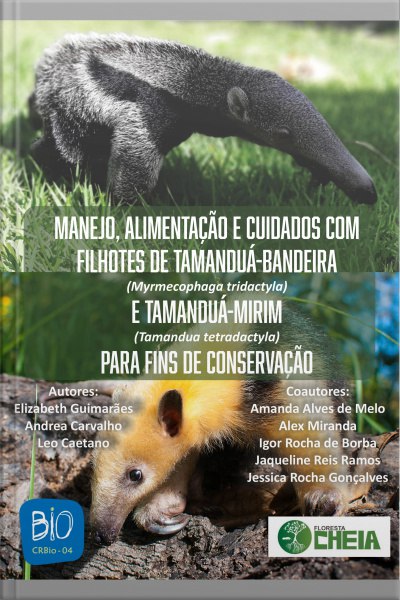 MANEJO, ALIMENTAÇÃO E CUIDADOS COM
FILHOTES DE TAMANDUÁ-BANDEIRA
(Myrmecophaga tridactyla)
E TAMANDUÁ-MIRIM
(Tamandua tetradactyla)
PARA FINS DE CONSERVAÇÃO
Autores:
Elizabeth Guimarães
Andrea Carvalho
Leo Caetano
Coautores:
Amanda Alves de Melo
Alex Miranda
Igor Rocha de Borba
Jaqueline Reis Ramos
Jessica Rocha Gonçalves
BIO
CRBio - 04
FLORESTA
CHEIA